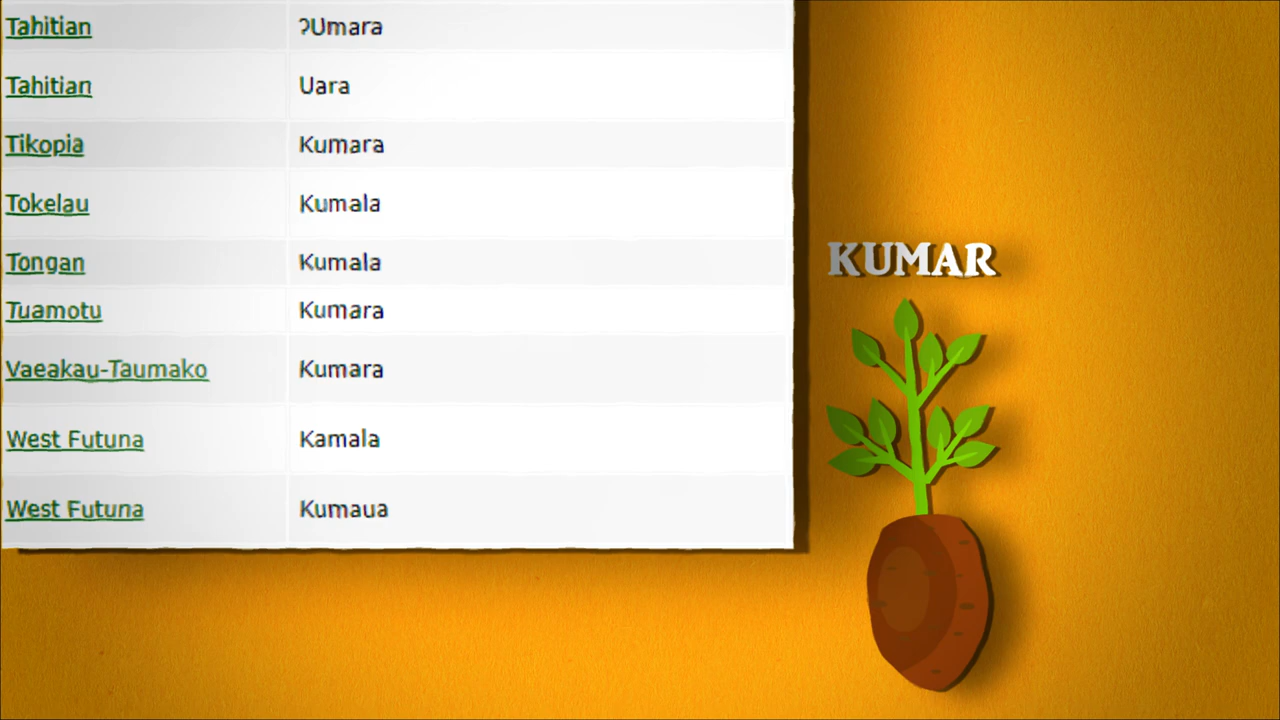 Tahitian ʔUmara
Tahitian Uara
Tikopia Kumara
Tokelau Kumala
Tongan Kumala
Tuamotu Kumara
Vaeakau-Taumako Kumara
West Futuna Kamala
West Futuna Kumaua
KUMAR